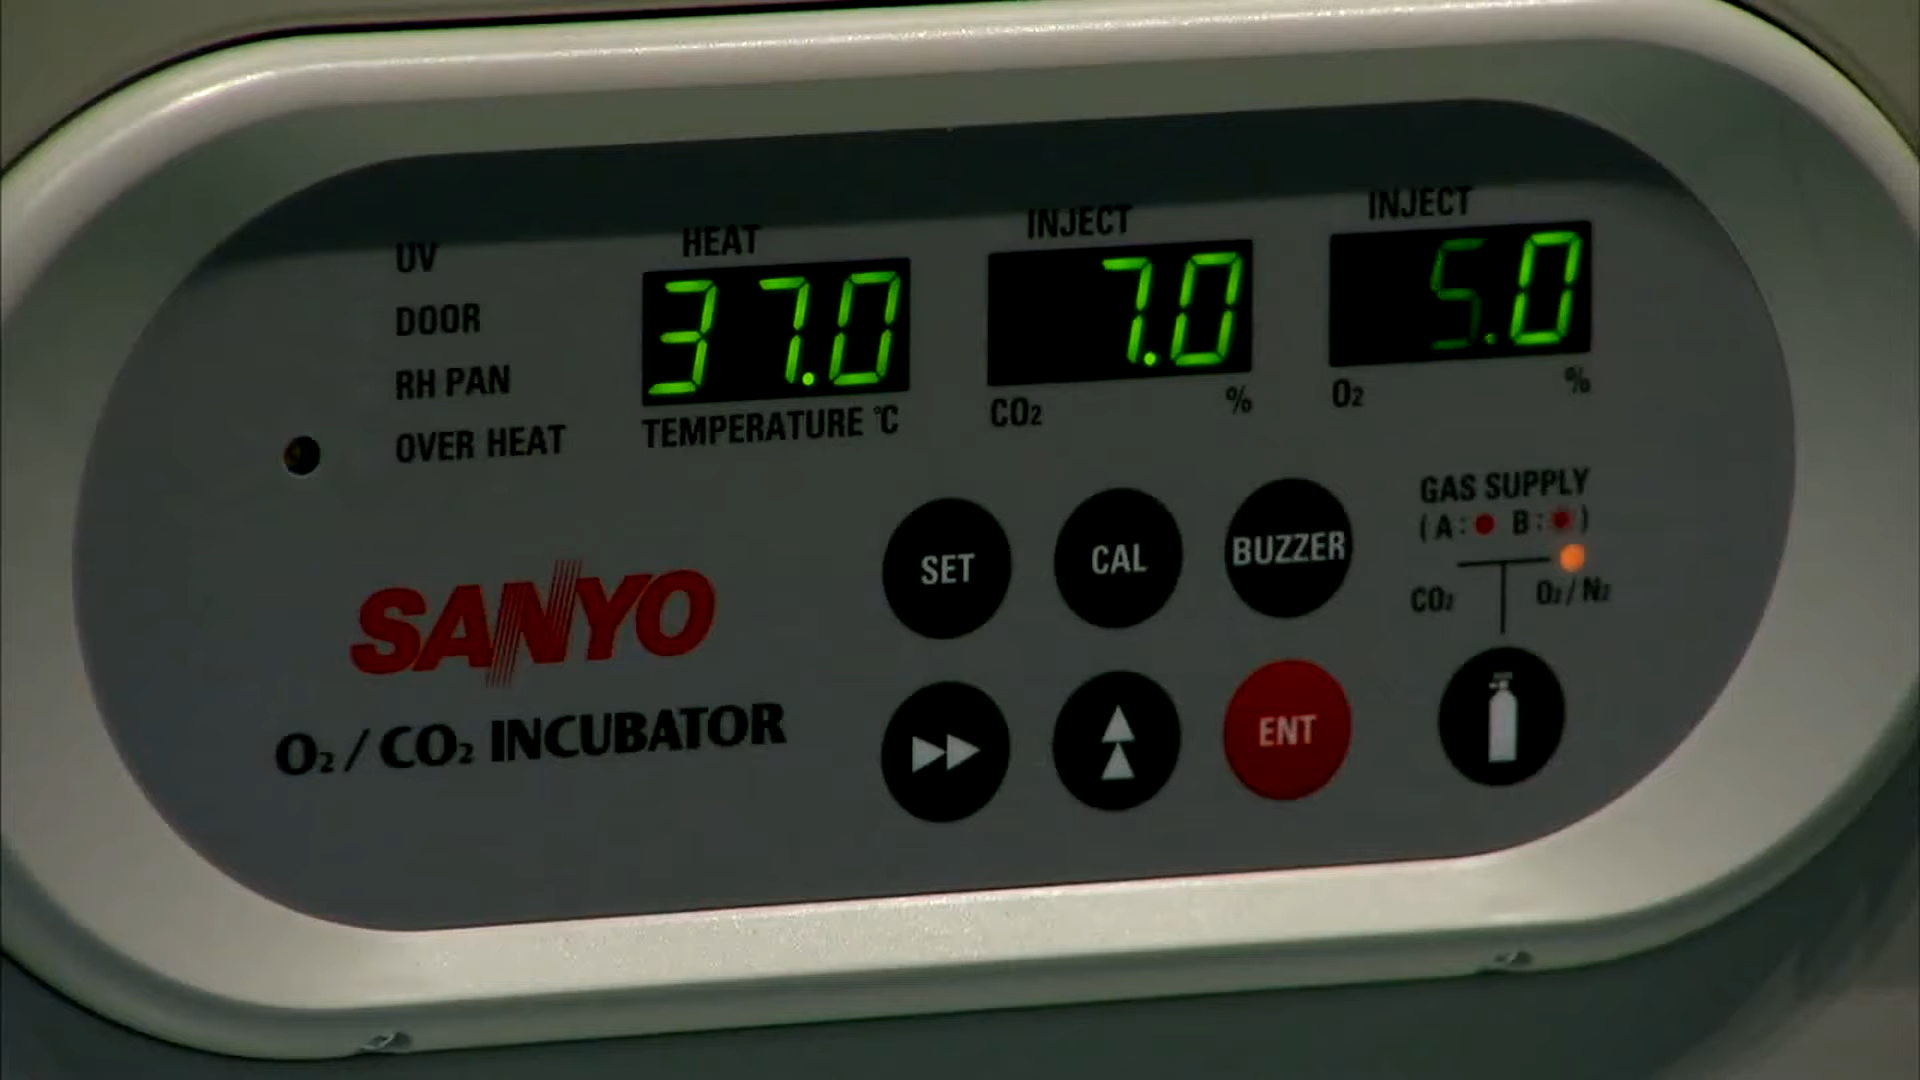 UV
DOOR
RH PAN
OVER HEAT
HEAT
37.0
TEMPERATURE °C
INJECT
7.0
CO₂ %
INJECT
5.0
O₂ %
SANYO
O₂/CO₂ INCUBATOR
SET
CAL
BUZZER
ENT
GAS SUPPLY
(A:● B:●)
CO₂ O₂/N₂